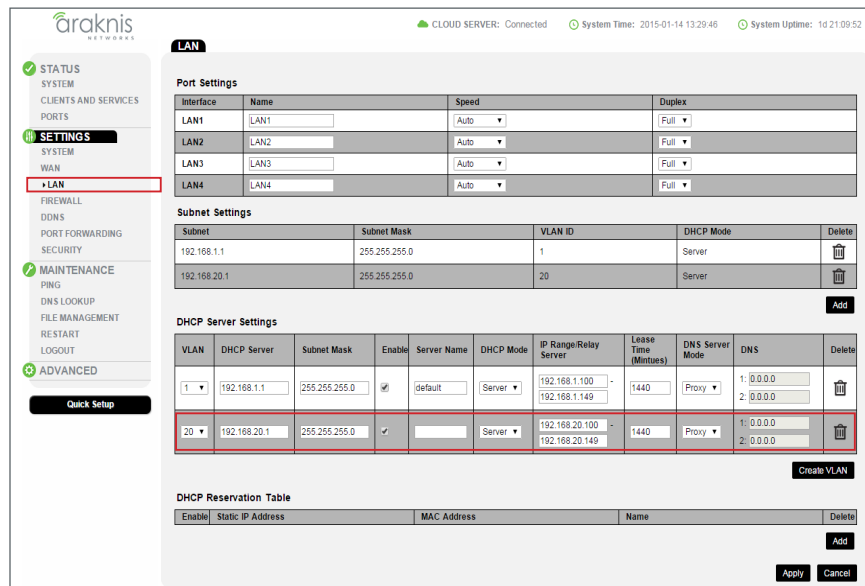 araknis
NETWORKS
CLOUD SERVER: Connected System Time: 2015-01-14 13:29:46 System Uptime: 1d 21:09:52
LAN
STATUS
SYSTEM
CLIENTS AND SERVICES
PORTS
SETTINGS
SYSTEM
WAN
LAN
FIREWALL
DDNS
PORT FORWARDING
SECURITY
MAINTENANCE
PING
DNS LOOKUP
FILE MANAGEMENT
RESTART
LOGOUT
ADVANCED
Quick Setup
Port Settings
Interface Name Speed Duplex
LAN1 LAN1 Auto Full
LAN2 LAN2 Auto Full
LAN3 LAN3 Auto Full
LAN4 LAN4 Auto Full
Subnet Settings
Subnet Subnet Mask VLAN ID DHCP Mode Delete
192.168.1.1 255.255.255.0 1 Server
192.168.20.1 255.255.255.0 20 Server
Add
DHCP Server Settings
VLAN DHCP Server Subnet Mask Enable Server Name DHCP Mode IP Range/Relay Server Lease Time (Mintues) DNS Server Mode DNS Delete
1 192.168.1.1 255.255.255.0 default Server 192.168.1.100 - 192.168.1.149 1440 Proxy 1: 0.0.0.0 2: 0.0.0.0
20 192.168.20.1 255.255.255.0 Server 192.168.20.100 - 192.168.20.149 1440 Proxy 1: 0.0.0.0 2: 0.0.0.0
Create VLAN
DHCP Reservation Table
Enable Static IP Address MAC Address Name Delete
Add
Apply Cancel